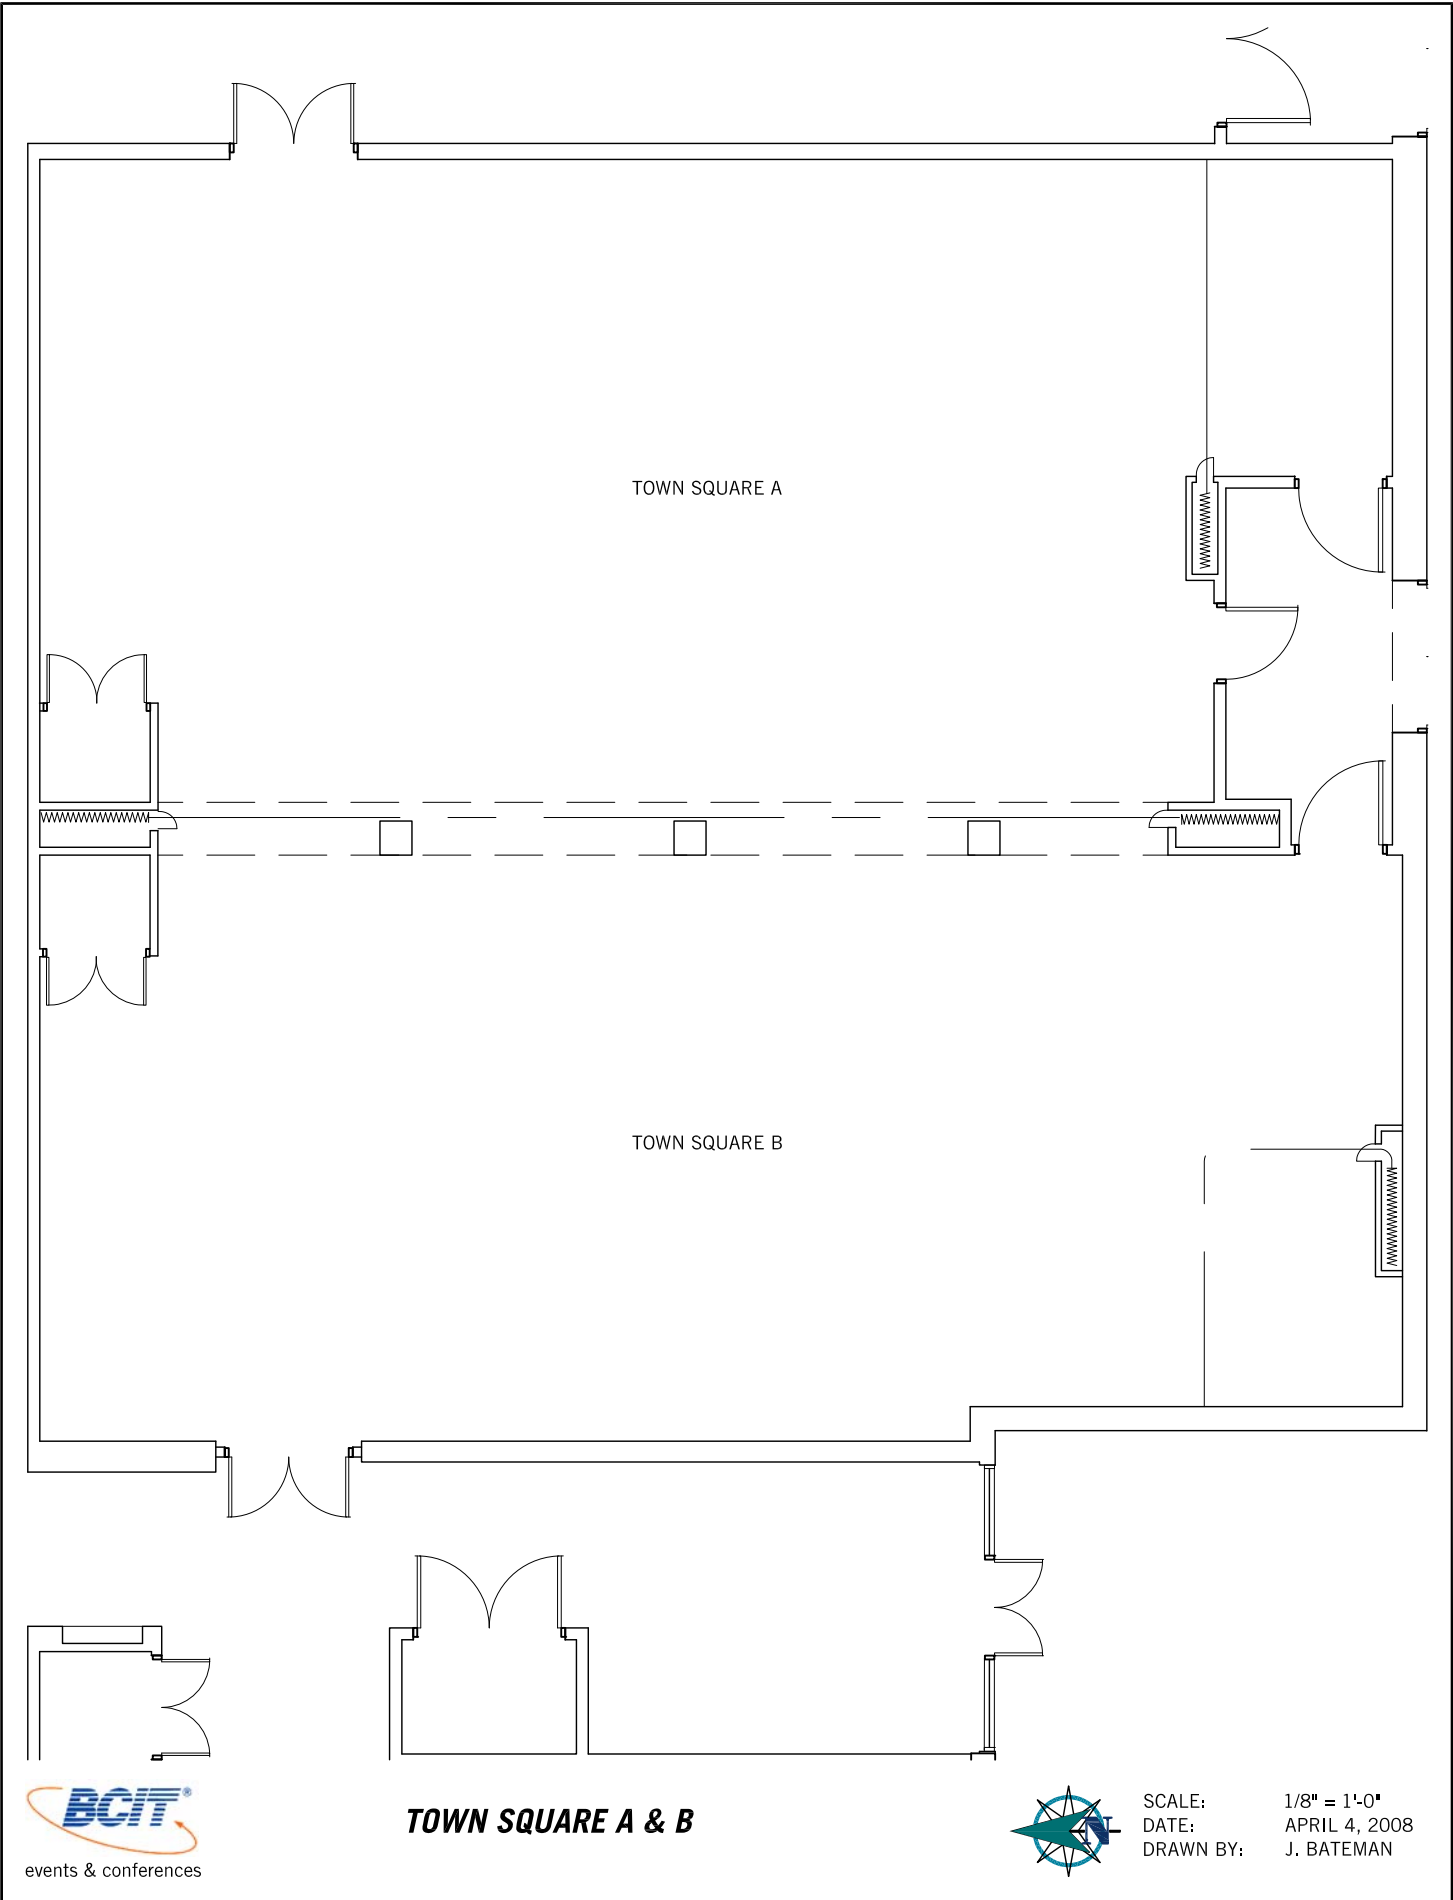 TOWN SQUARE A
TOWN SQUARE B
BCIT®
events & conferences
TOWN SQUARE A & B
N
SCALE: 1/8" = 1'-0"
DATE: APRIL 4, 2008
DRAWN BY: J. BATEMAN